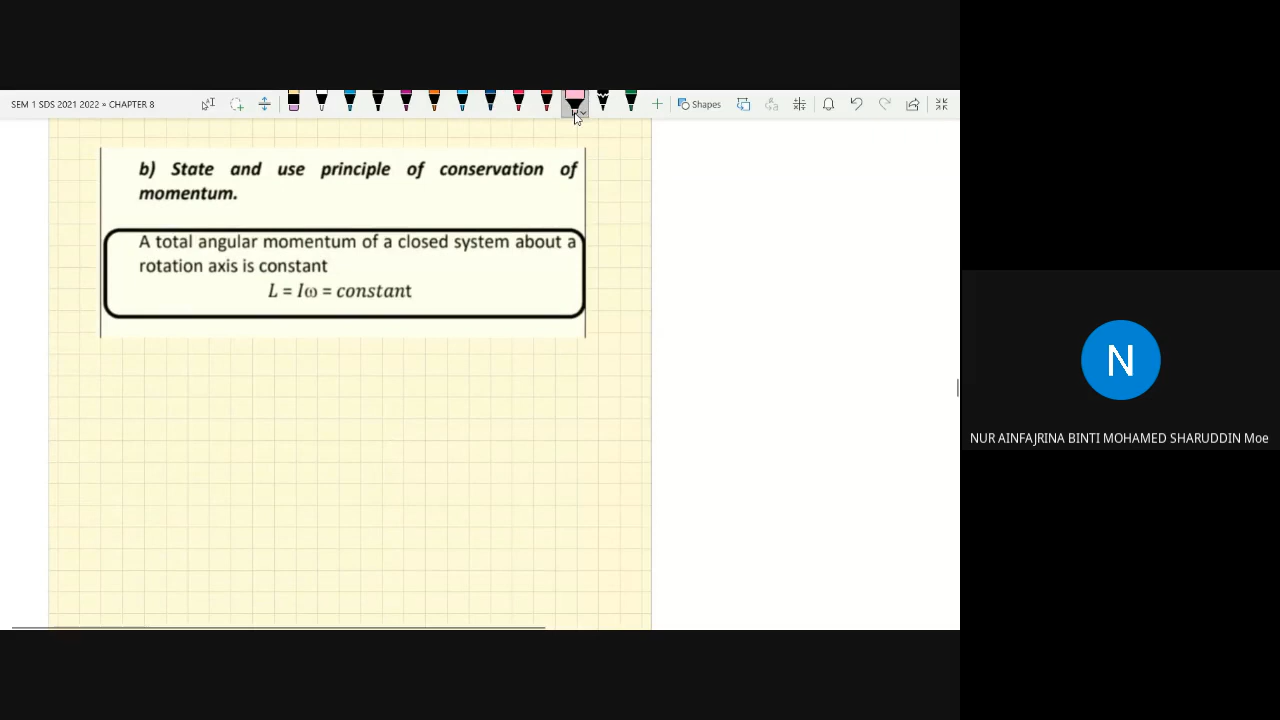 SEM 1 SDS 2021 2022 » CHAPTER 8
Shapes
b) State and use principle of conservation of
momentum.
A total angular momentum of a closed system about a
rotation axis is constant
L = Iω = constant
N
NUR AINFAJRINA BINTI MOHAMED SHARUDDIN Moe